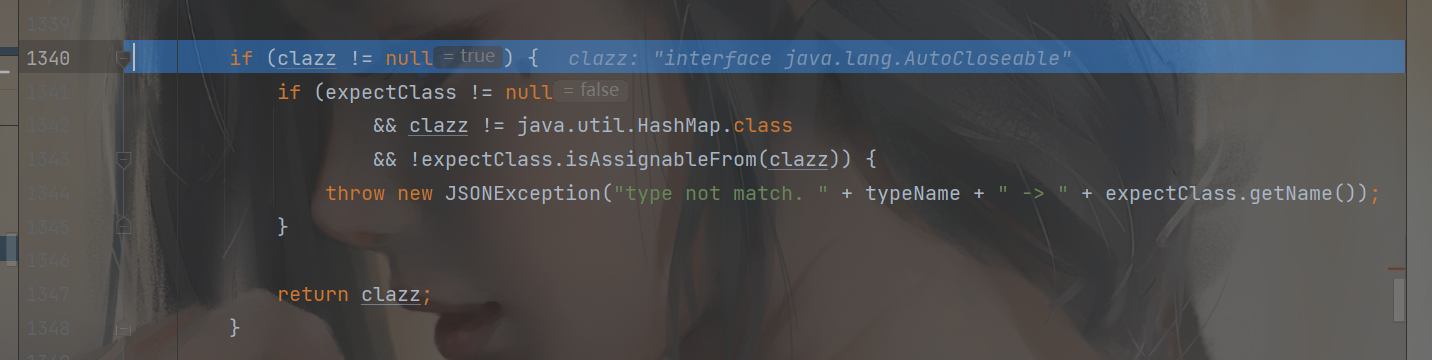 1339
1340 if (clazz != null = true ) { clazz: "interface java.lang.AutoCloseable"
1341 if (expectClass != null = false
1342 && clazz != java.util.HashMap.class
1343 && !expectClass.isAssignableFrom(clazz)) {
1344 throw new JSONException("type not match. " + typeName + " -> " + expectClass.getName());
1345 }
1346
1347 return clazz;
1348 }